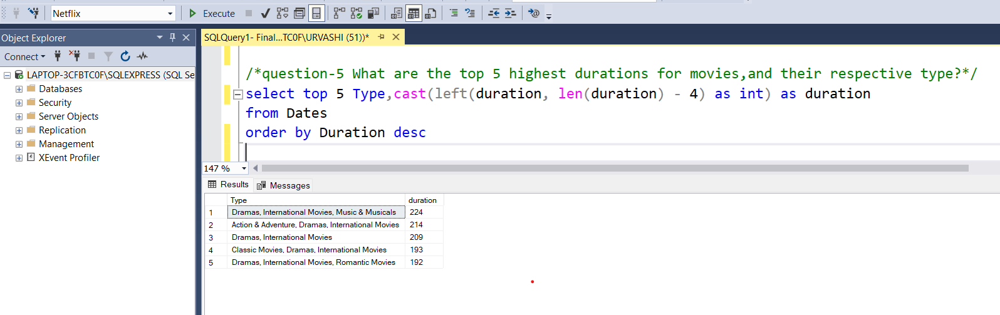 Netflix
Execute
Object Explorer
Connect
LAPTOP-3CFBTC0F\SQLEXPRESS (SQL Se
Databases
Security
Server Objects
Replication
Management
XEvent Profiler
SQLQuery1- Final...TC0F\URVASHI (51))*
/*question-5 What are the top 5 highest durations for movies,and their respective type?*/
select top 5 Type,cast(left(duration, len(duration) - 4) as int) as duration
from Dates
order by Duration desc
147 %
Results Messages
Type duration
1 Dramas, International Movies, Music & Musicals 224
2 Action & Adventure, Dramas, International Movies 214
3 Dramas, International Movies 209
4 Classic Movies, Dramas, International Movies 193
5 Dramas, International Movies, Romantic Movies 192